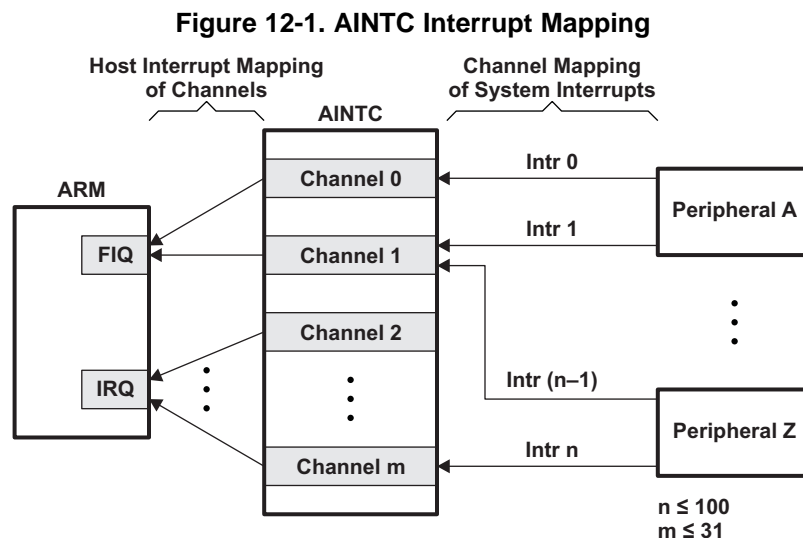 Figure 12-1. AINTC Interrupt Mapping
Host Interrupt Mapping
of Channels
Channel Mapping
of System Interrupts
AINTC
ARM
FIQ
IRQ
Channel 0
Channel 1
Channel 2
Channel m
Intr 0
Intr 1
Intr (n–1)
Intr n
Peripheral A
Peripheral Z
n ≤ 100
m ≤ 31